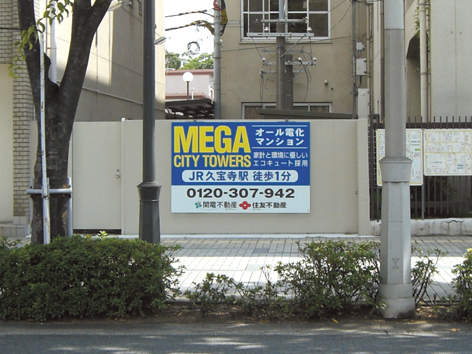 MEGA
CITY TOWERS
オール電化
マンション
家計と環境に優しい
エコキュート採用
JR久宝寺駅 徒歩1分
0120-307-942
関電不動産 住友不動産